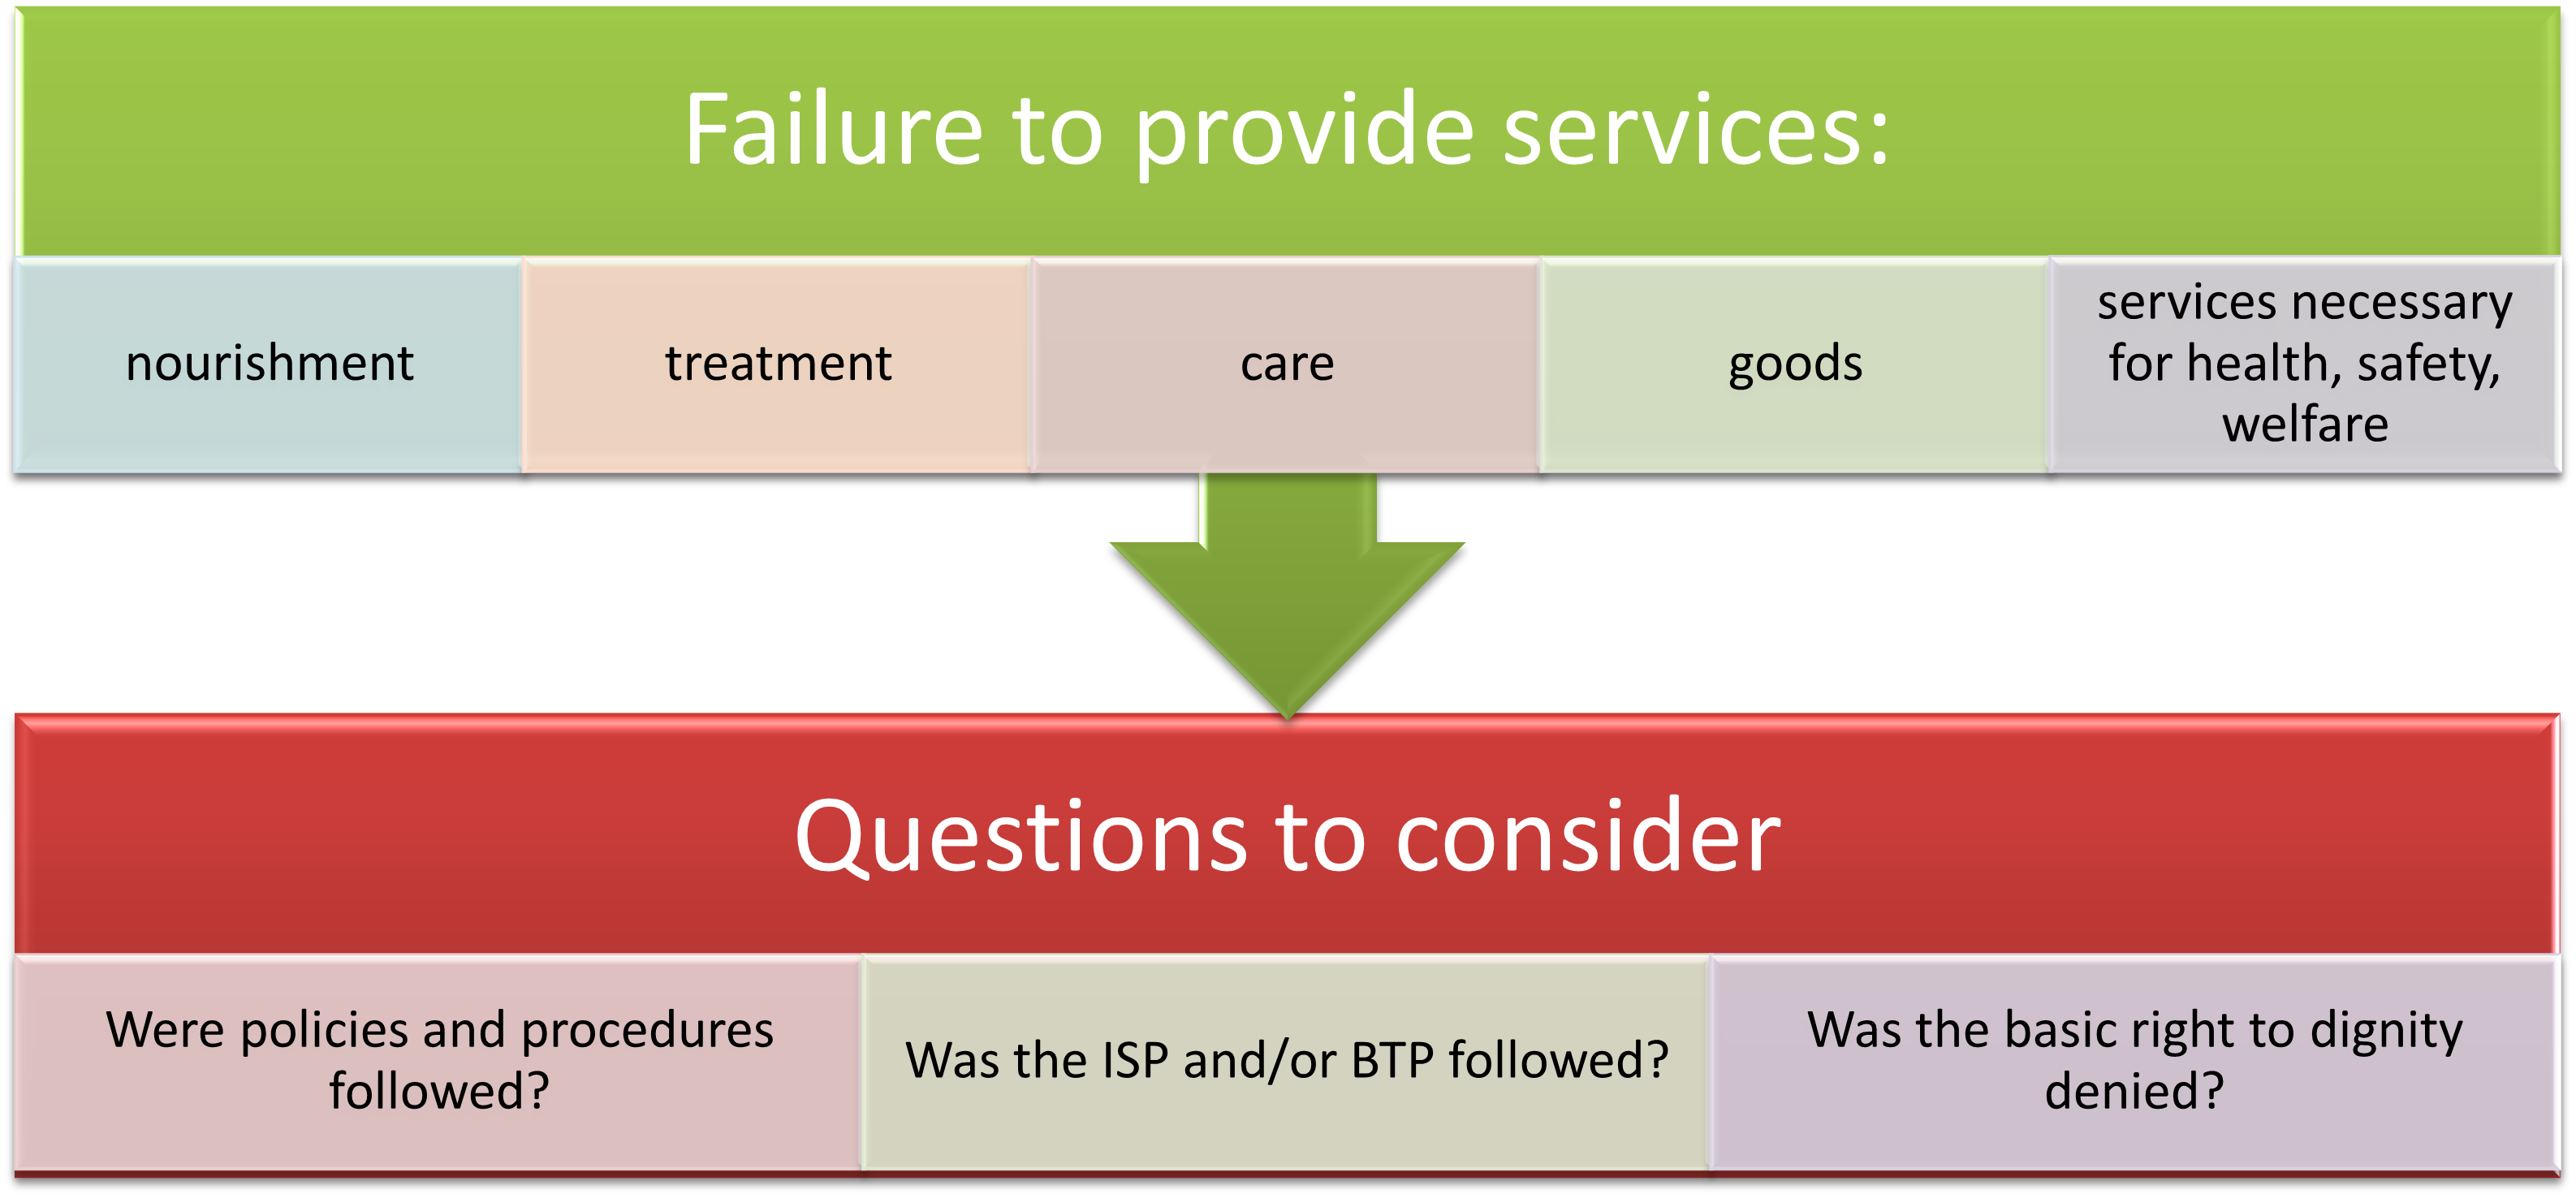 Failure to provide services:
nourishment
treatment
care
goods
services necessary
for health, safety,
welfare
Questions to consider
Were policies and procedures
followed?
Was the ISP and/or BTP followed?
Was the basic right to dignity
denied?